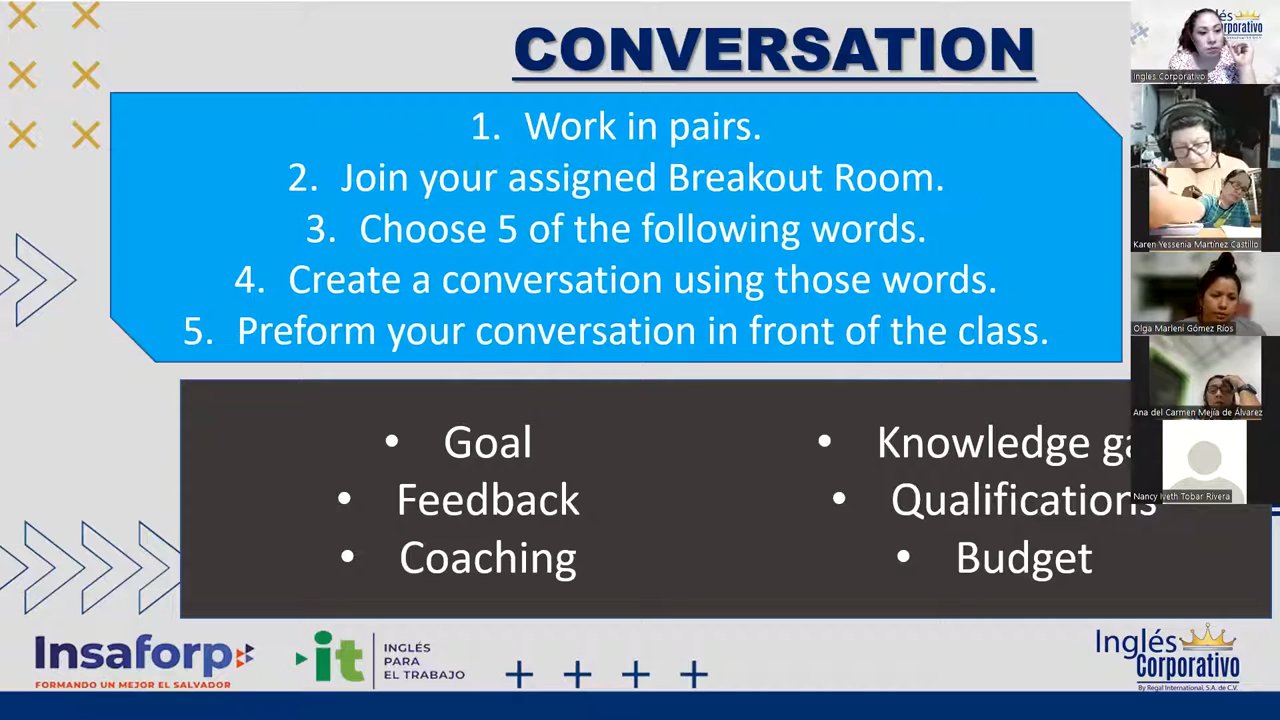 CONVERSATION
1. Work in pairs.
2. Join your assigned Breakout Room.
3. Choose 5 of the following words.
4. Create a conversation using those words.
5. Preform your conversation in front of the class.
• Goal
• Feedback
• Coaching
• Knowledge
• Qualifications
• Budget
Inglés Corporativo
Karen Yessenia Martínez Castillo
Olga Marleni Gómez Ríos
Ana del Carmen Mejía de Álvarez
Nancy Iveth Tobar Rivera
Insaforp
FORMANDO UN MEJOR EL SALVADOR
it
INGLÉS
PARA
EL TRABAJO
Inglés
Corporativo
By Regal International, S.A. de C.V.